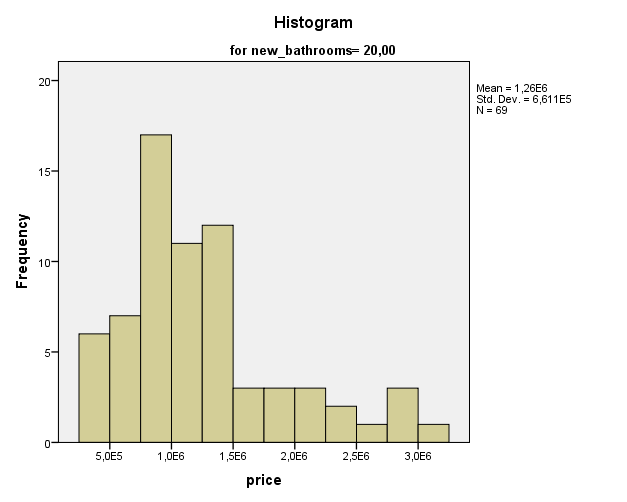 Histogram
for new_bathrooms= 20,00
Mean = 1,26E6
Std. Dev. = 6,611E5
N = 69
Frequency
20
15
10
5
0
5,0E5 1,0E6 1,5E6 2,0E6 2,5E6 3,0E6
price